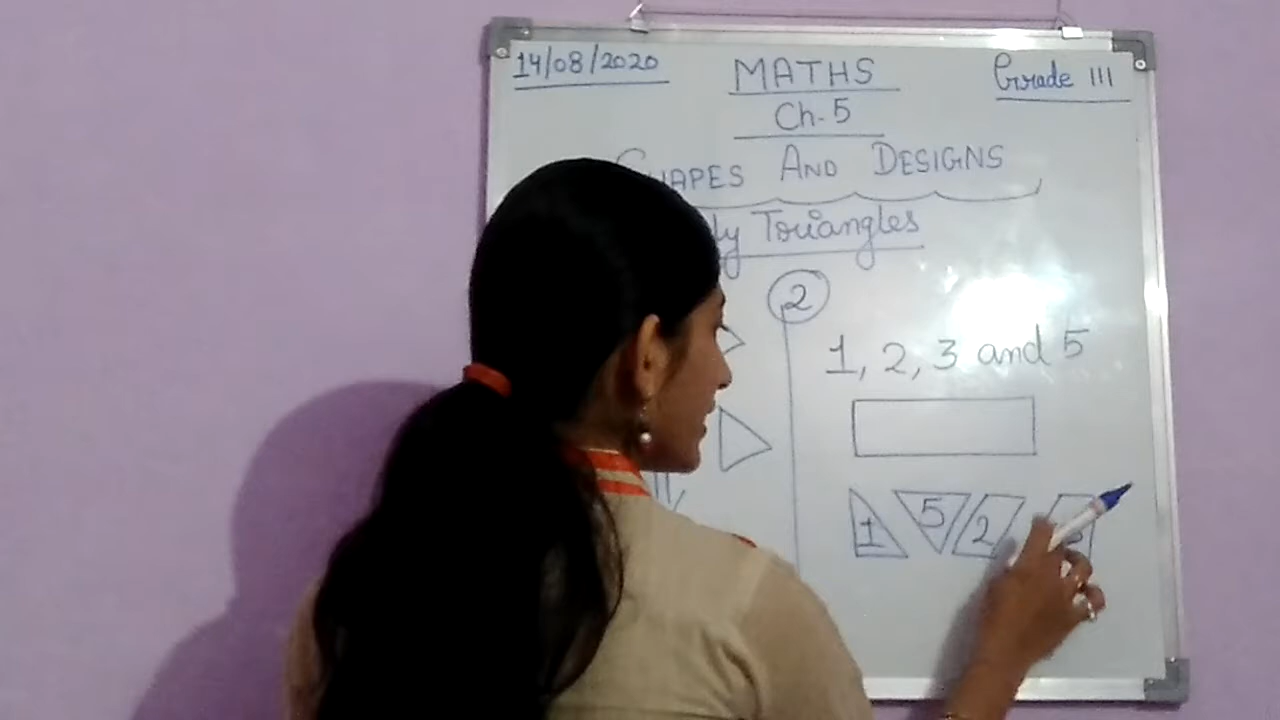 14/08/2020 MATHS Grade III
Ch-5
SHAPES AND DESIGNS
Triangles
2
1, 2, 3 and 5
1 5 2